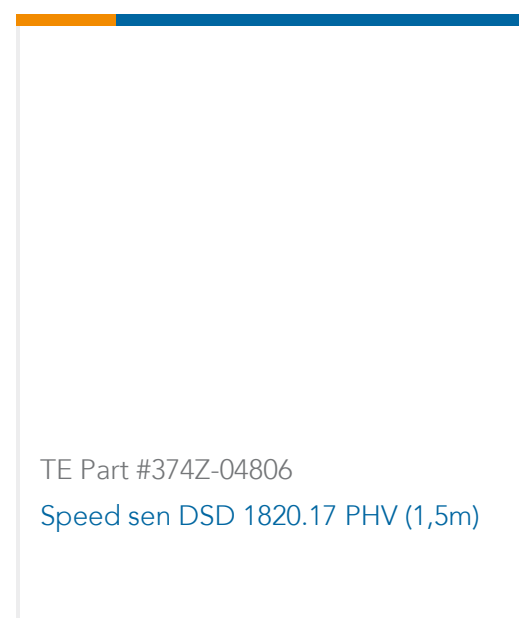 TE Part #374Z-04806
Speed sen DSD 1820.17 PHV (1,5m)